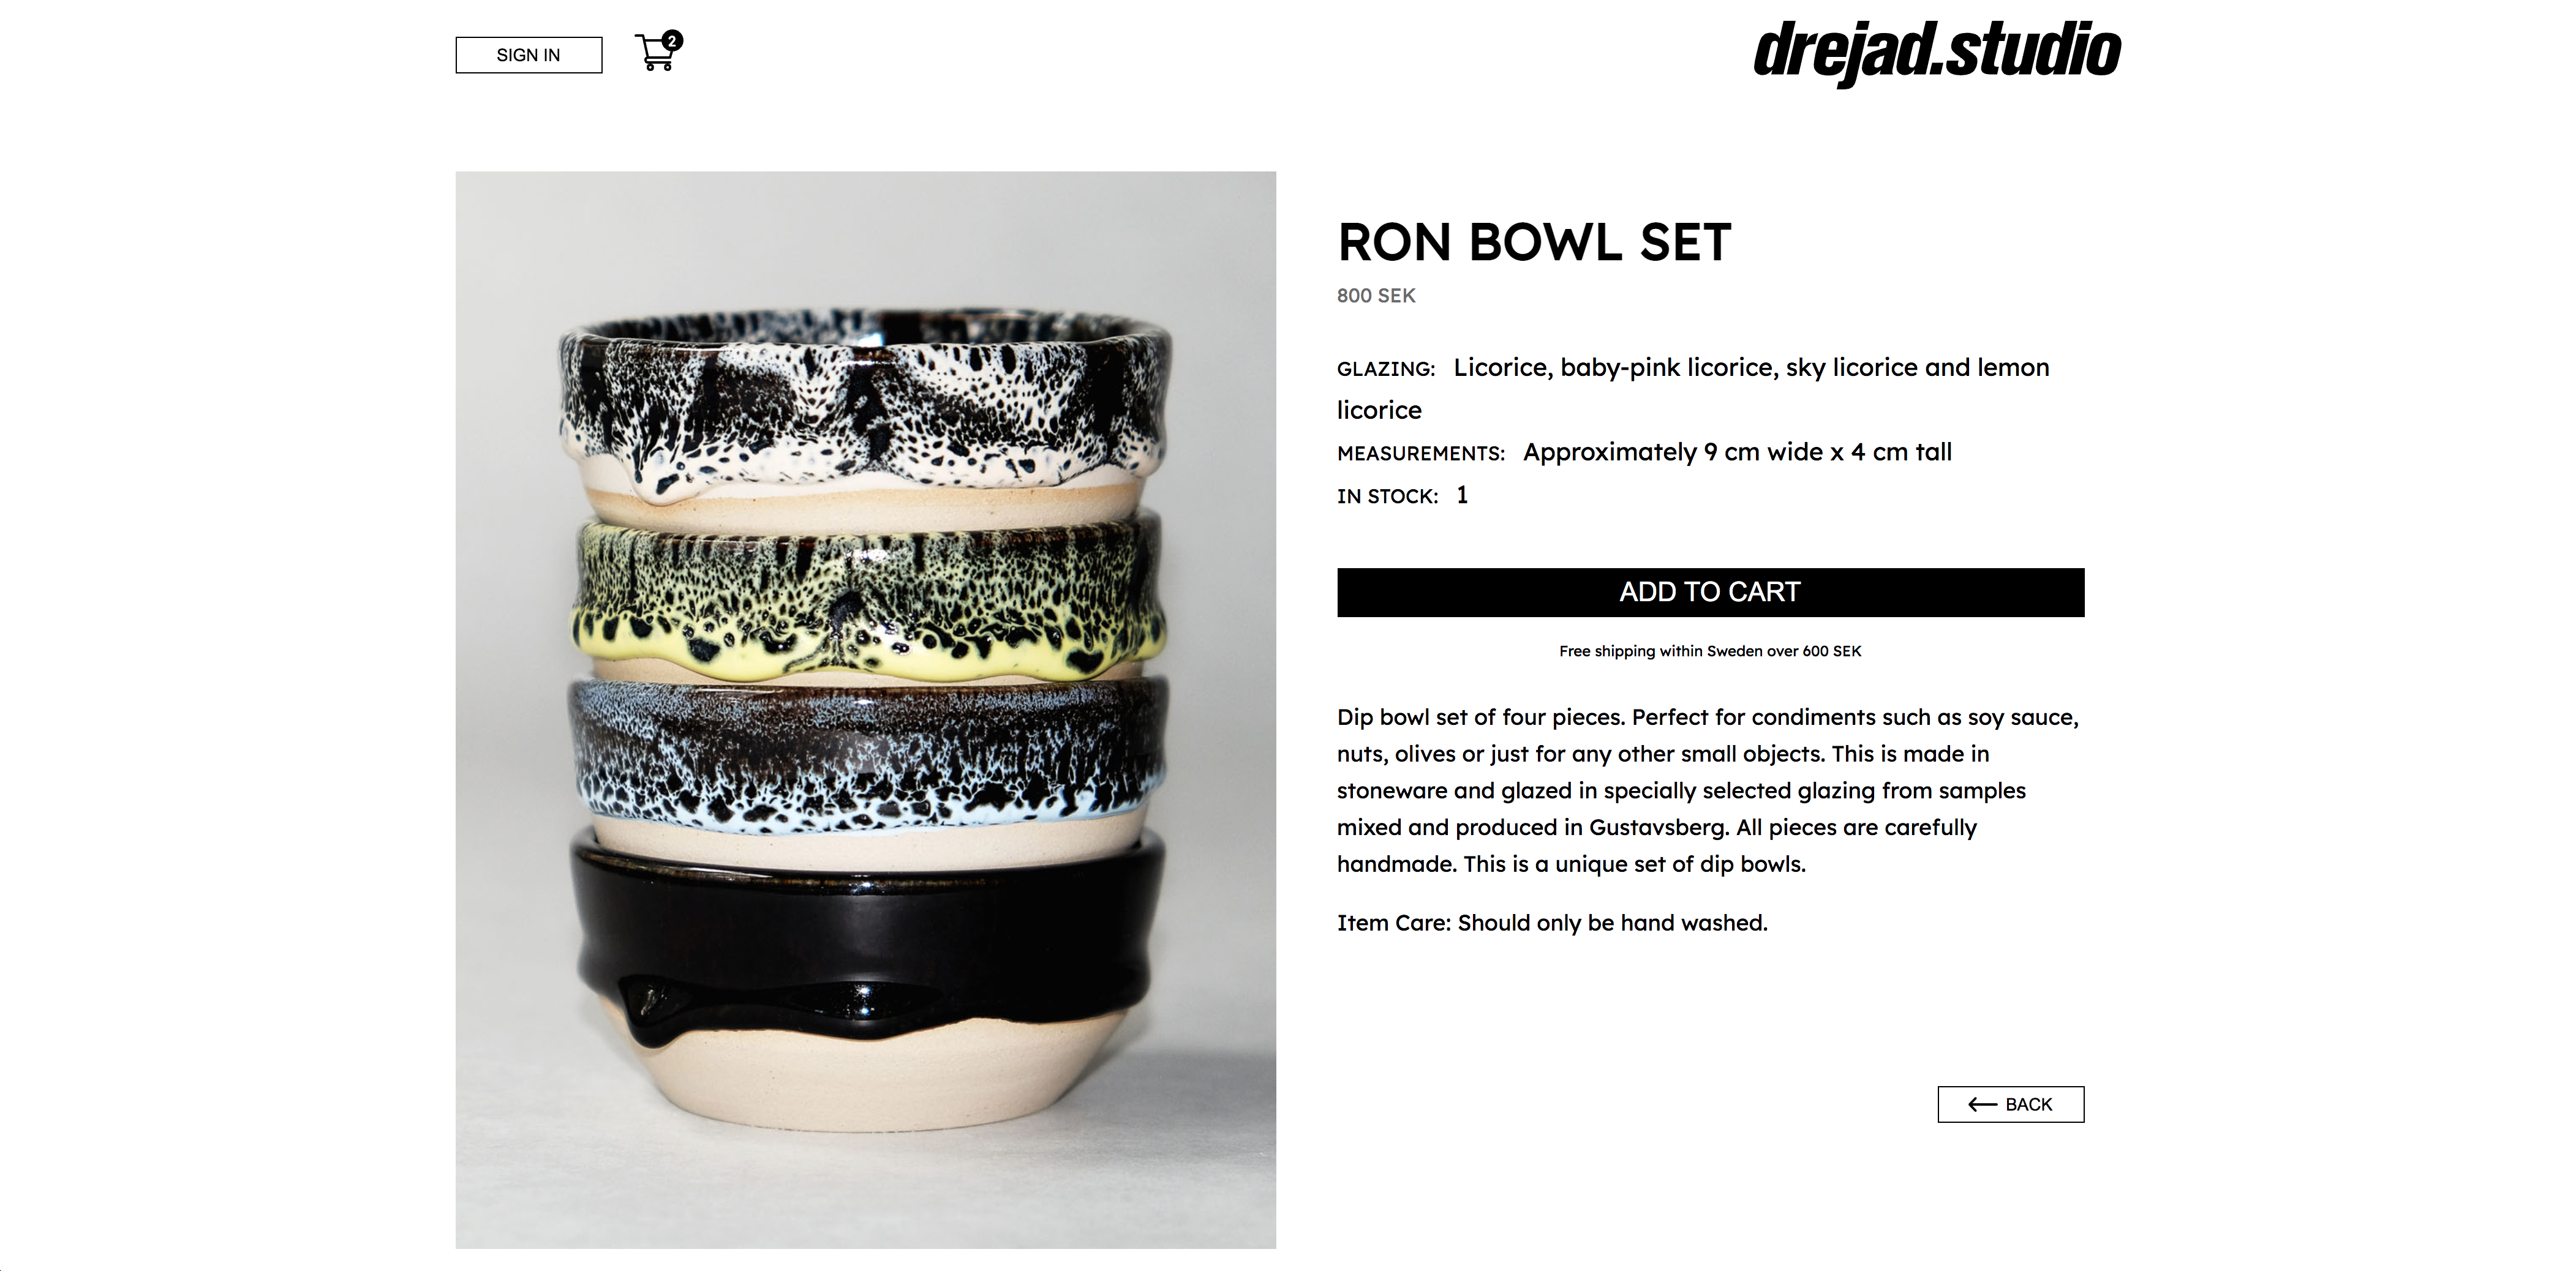 SIGN IN
2
drejad.studio
RON BOWL SET
800 SEK
GLAZING: Licorice, baby-pink licorice, sky licorice and lemon
licorice
MEASUREMENTS: Approximately 9 cm wide x 4 cm tall
IN STOCK: 1
ADD TO CART
Free shipping within Sweden over 600 SEK
Dip bowl set of four pieces. Perfect for condiments such as soy sauce,
nuts, olives or just for any other small objects. This is made in
stoneware and glazed in specially selected glazing from samples
mixed and produced in Gustavsberg. All pieces are carefully
handmade. This is a unique set of dip bowls.
Item Care: Should only be hand washed.
BACK